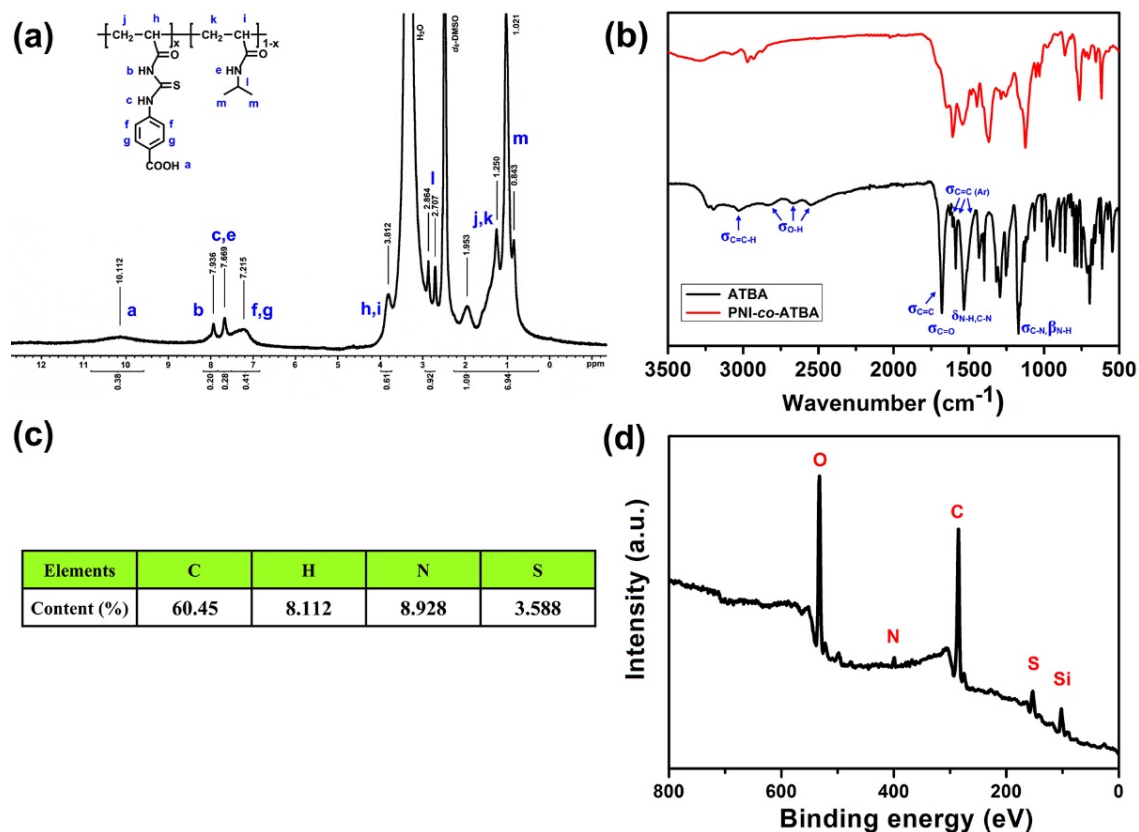 (a)
j
h
k
i
CH₂
CH
x
CH₂
CH
1-x
O
O
b
HN
e
HN
S
l
c
HN
m
m
f
f
g
g
COOH
a
H₂O
d₆-DMSO
1.021
10.112
7.936
7.669
7.215
3.812
2.864
2.707
1.953
1.250
0.843
a
b
c,e
f,g
h,i
l
j,k
m
12 11 10 9 8 7 6 5 4 3 2 1 0 ppm
0.38
0.20
0.28
0.41
0.61
0.92
1.09
6.94
(b)
σC=C (Ar)
σC=C-H
σO-H
σC=C
σC=O
δN-H,C-N
σC-N,βN-H
ATBA
PNI-co-ATBA
3500 3000 2500 2000 1500 1000 500
Wavenumber (cm⁻¹)
(c)
Elements C H N S
Content (%) 60.45 8.112 8.928 3.588
(d)
Intensity (a.u.)
O
C
N
S
Si
800 600 400 200 0
Binding energy (eV)